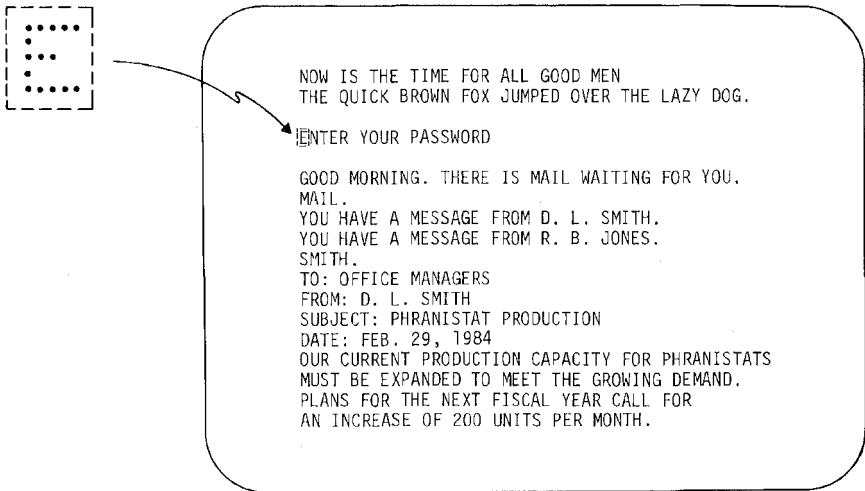 E
NOW IS THE TIME FOR ALL GOOD MEN
THE QUICK BROWN FOX JUMPED OVER THE LAZY DOG.
ENTER YOUR PASSWORD
GOOD MORNING. THERE IS MAIL WAITING FOR YOU.
MAIL.
YOU HAVE A MESSAGE FROM D. L. SMITH.
YOU HAVE A MESSAGE FROM R. B. JONES.
SMITH.
TO: OFFICE MANAGERS
FROM: D. L. SMITH
SUBJECT: PHRANISTAT PRODUCTION
DATE: FEB. 29, 1984
OUR CURRENT PRODUCTION CAPACITY FOR PHRANISTATS
MUST BE EXPANDED TO MEET THE GROWING DEMAND.
PLANS FOR THE NEXT FISCAL YEAR CALL FOR
AN INCREASE OF 200 UNITS PER MONTH.